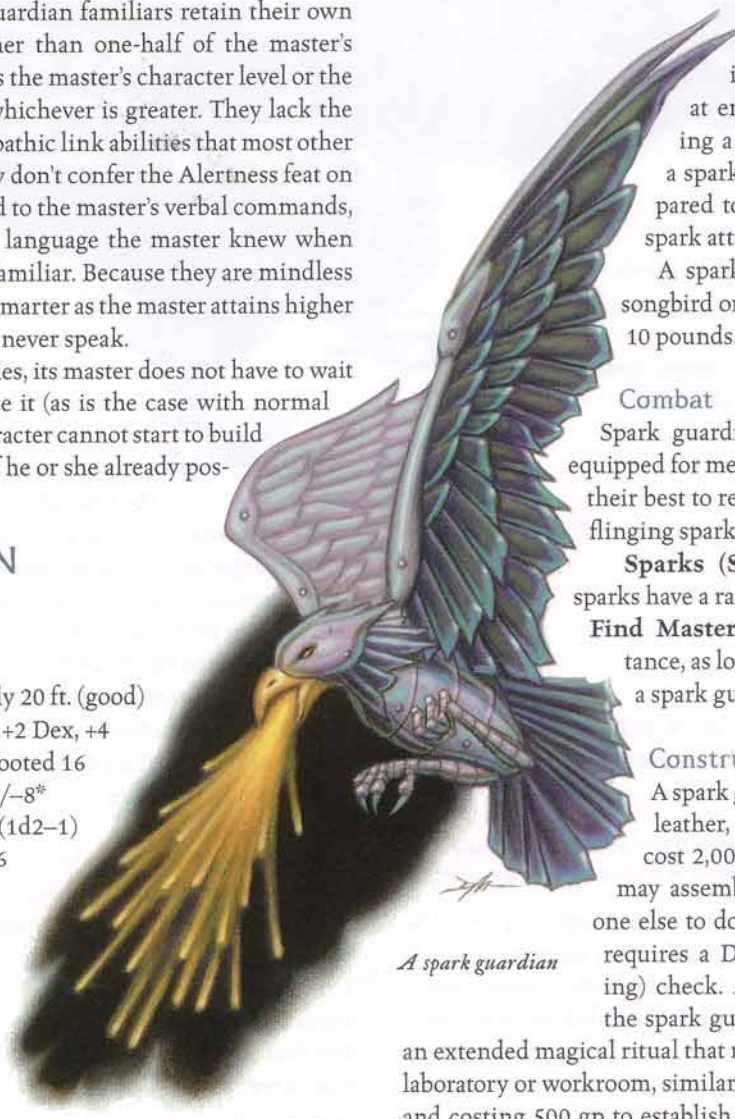 uardian familiars retain their own
her than one-half of the master's
s the master's character level or the
whichever is greater. They lack the
pathic link abilities that most other
y don't confer the Alertness feat on
d to the master's verbal commands,
language the master knew when
amiliar. Because they are mindless
smarter as the master attains higher
never speak.
es, its master does not have to wait
e it (as is the case with normal
racter cannot start to build
f he or she already pos-
N
ly 20 ft. (good)
+2 Dex, +4
ooted 16
/–8*
(1d2–1)
6
A spark guardian
i
at en
ing a
a spark
pared to
spark atta
A spark
songbird or
10 pounds.
Combat
Spark guardi
equipped for me
their best to re
flinging spark
Sparks (S
sparks have a ra
Find Master
tance, as lo
a spark gu
Constru
A spark g
leather,
cost 2,00
may assemb
one else to do
requires a D
ing) check.
the spark gu
an extended magical ritual that r
laboratory or workroom, similar
and costing 500 gp to establish